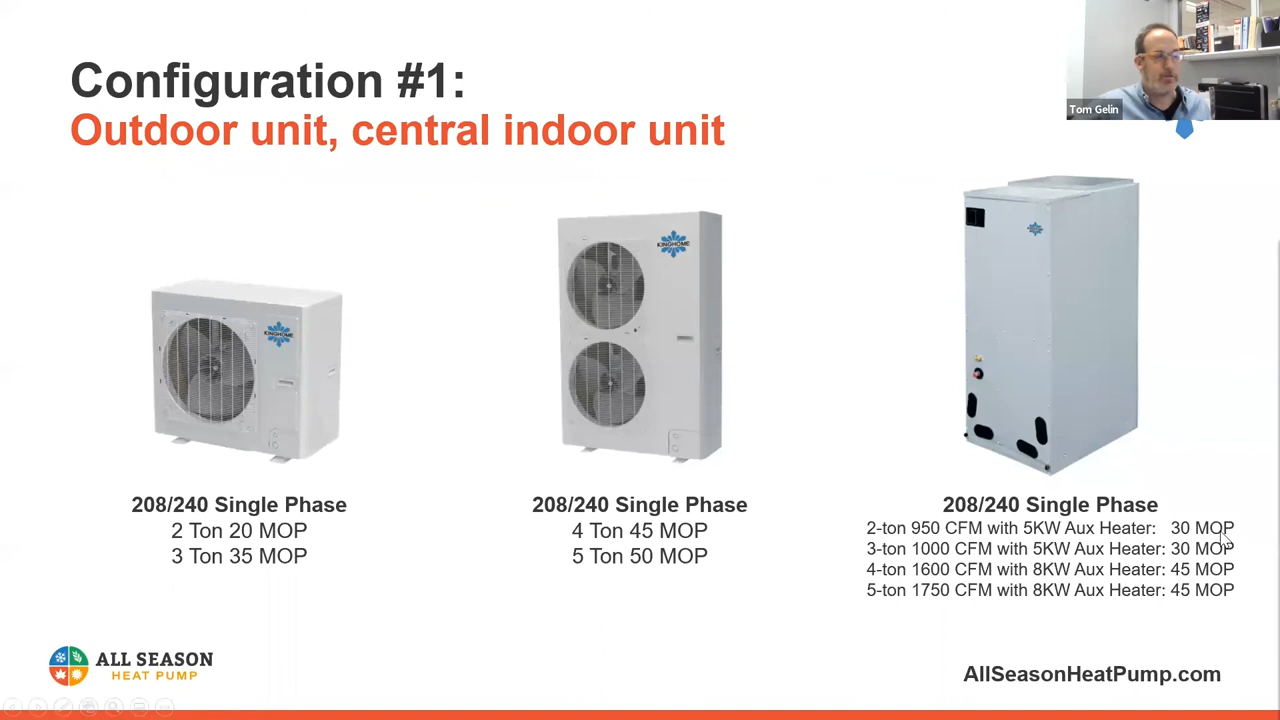 Configuration #1:
Outdoor unit, central indoor unit
Tom Gelin
KINGHOME
KINGHOME
208/240 Single Phase
2 Ton 20 MOP
3 Ton 35 MOP
208/240 Single Phase
4 Ton 45 MOP
5 Ton 50 MOP
208/240 Single Phase
2-ton 950 CFM with 5KW Aux Heater: 30 MOP
3-ton 1000 CFM with 5KW Aux Heater: 30 MOP
4-ton 1600 CFM with 8KW Aux Heater: 45 MOP
5-ton 1750 CFM with 8KW Aux Heater: 45 MOP
ALL SEASON
HEAT PUMP
AllSeasonHeatPump.com